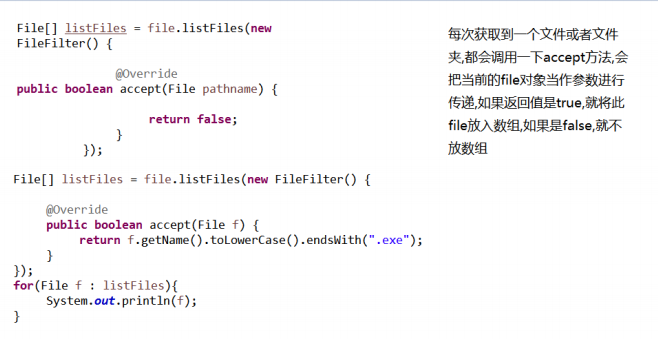 File[] listFiles = file.listFiles(new
FileFilter() {
@Override
public boolean accept(File pathname) {
return false;
}
});
每次获取到一个文件或者文件
夹,都会调用一下accept方法,会
把当前的file对象当作参数进行
传递,如果返回值是true,就将此
file放入数组,如果是false,就不
放数组
File[] listFiles = file.listFiles(new FileFilter() {
@Override
public boolean accept(File f) {
return f.getName().toLowerCase().endsWith(".exe");
}
});
for(File f : listFiles){
System.out.println(f);
}